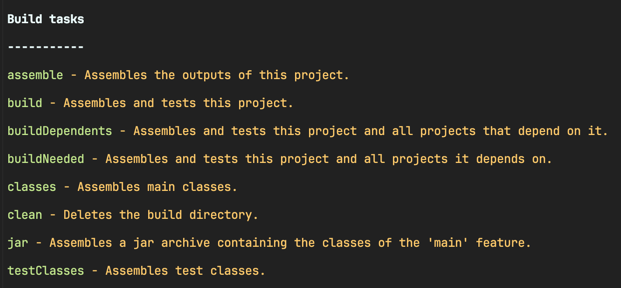 Build tasks
-----------
assemble - Assembles the outputs of this project.
build - Assembles and tests this project.
buildDependents - Assembles and tests this project and all projects that depend on it.
buildNeeded - Assembles and tests this project and all projects it depends on.
classes - Assembles main classes.
clean - Deletes the build directory.
jar - Assembles a jar archive containing the classes of the 'main' feature.
testClasses - Assembles test classes.